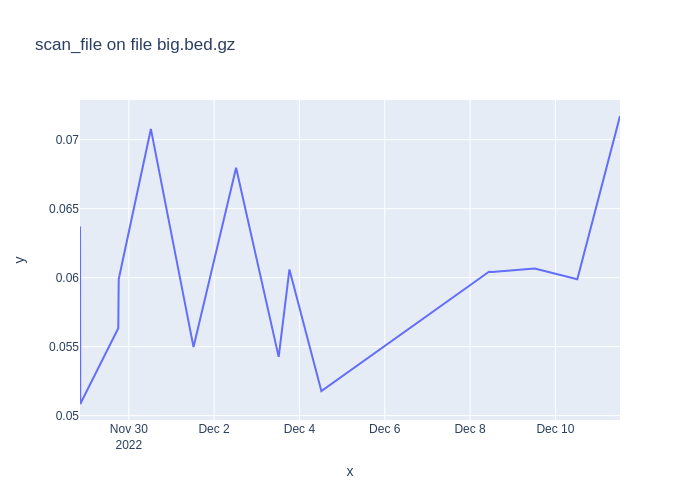 scan_file on file big.bed.gz
0.07
0.065
0.06
0.055
0.05
y
Nov 30
2022
Dec 2
Dec 4
Dec 6
Dec 8
Dec 10
x